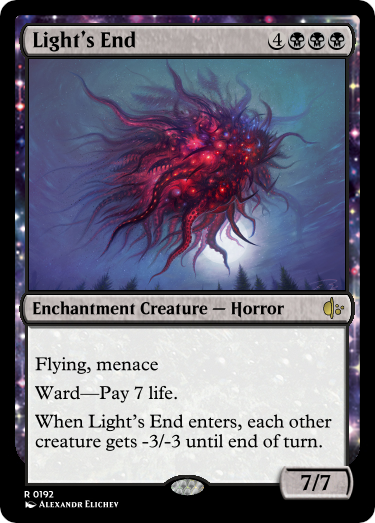 Light's End 4
Enchantment Creature — Horror
Flying, menace
Ward—Pay 7 life.
When Light's End enters, each other
creature gets -3/-3 until end of turn.
7/7
R 0192
Alexandr Elichev